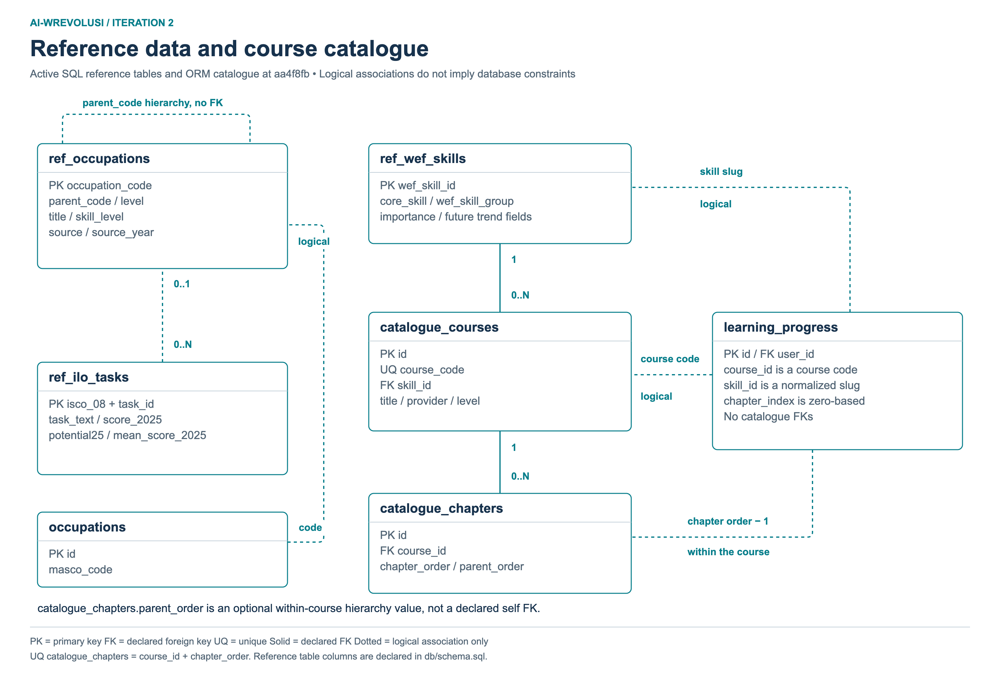 AI-WREVOLUSI / ITERATION 2
Reference data and course catalogue
Active SQL reference tables and ORM catalogue at aa4f8fb • Logical associations do not imply database constraints
parent_code hierarchy, no FK
ref_occupations
PK occupation_code
parent_code / level
title / skill_level
source / source_year
logical
0..1
0..N
ref_ilo_tasks
PK isco_08 + task_id
task_text / score_2025
potential25 / mean_score_2025
occupations
PK id
masco_code
code
ref_wef_skills
PK wef_skill_id
core_skill / wef_skill_group
importance / future trend fields
skill slug
logical
1
0..N
catalogue_courses
PK id
UQ course_code
FK skill_id
title / provider / level
course code
logical
learning_progress
PK id / FK user_id
course_id is a course code
skill_id is a normalized slug
chapter_index is zero-based
No catalogue FKs
1
0..N
catalogue_chapters
PK id
FK course_id
chapter_order / parent_order
chapter order − 1
within the course
catalogue_chapters.parent_order is an optional within-course hierarchy value, not a declared self FK.
PK = primary key FK = declared foreign key UQ = unique Solid = declared FK Dotted = logical association only
UQ catalogue_chapters = course_id + chapter_order. Reference table columns are declared in db/schema.sql.